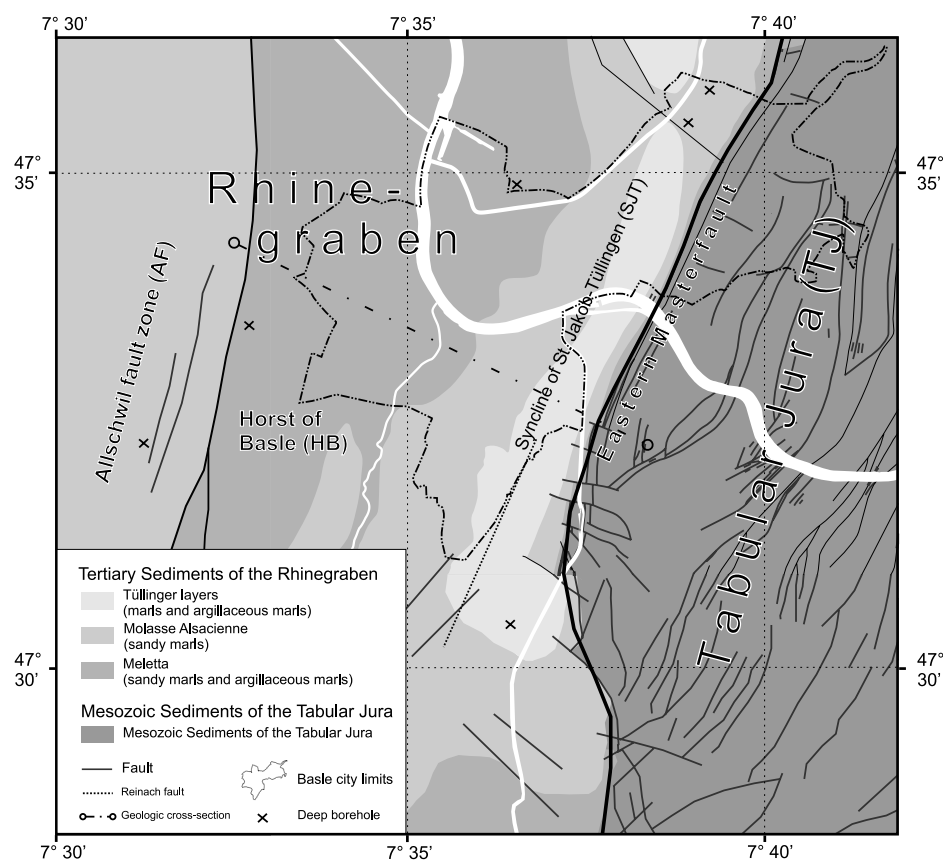 7° 30’
7° 35’
7° 40’
47°
35’
47°
35’
Rhine-
graben
Allschwil fault zone (AF)
Horst of
Basle (HB)
Syncline of St. Jakob-Tüllingen (SJT)
Eastern Masterfault
Tabular Jura (TJ)
Tertiary Sediments of the Rhinegraben
Tüllinger layers
(marls and argillaceous marls)
Molasse Alsacienne
(sandy marls)
Meletta
(sandy marls and argillaceous marls)
Mesozoic Sediments of the Tabular Jura
Mesozoic Sediments of the Tabular Jura
Fault
Basle city limits
Reinach fault
Geologic cross-section
Deep borehole
47°
30’
7° 30’
7° 35’
7° 40’